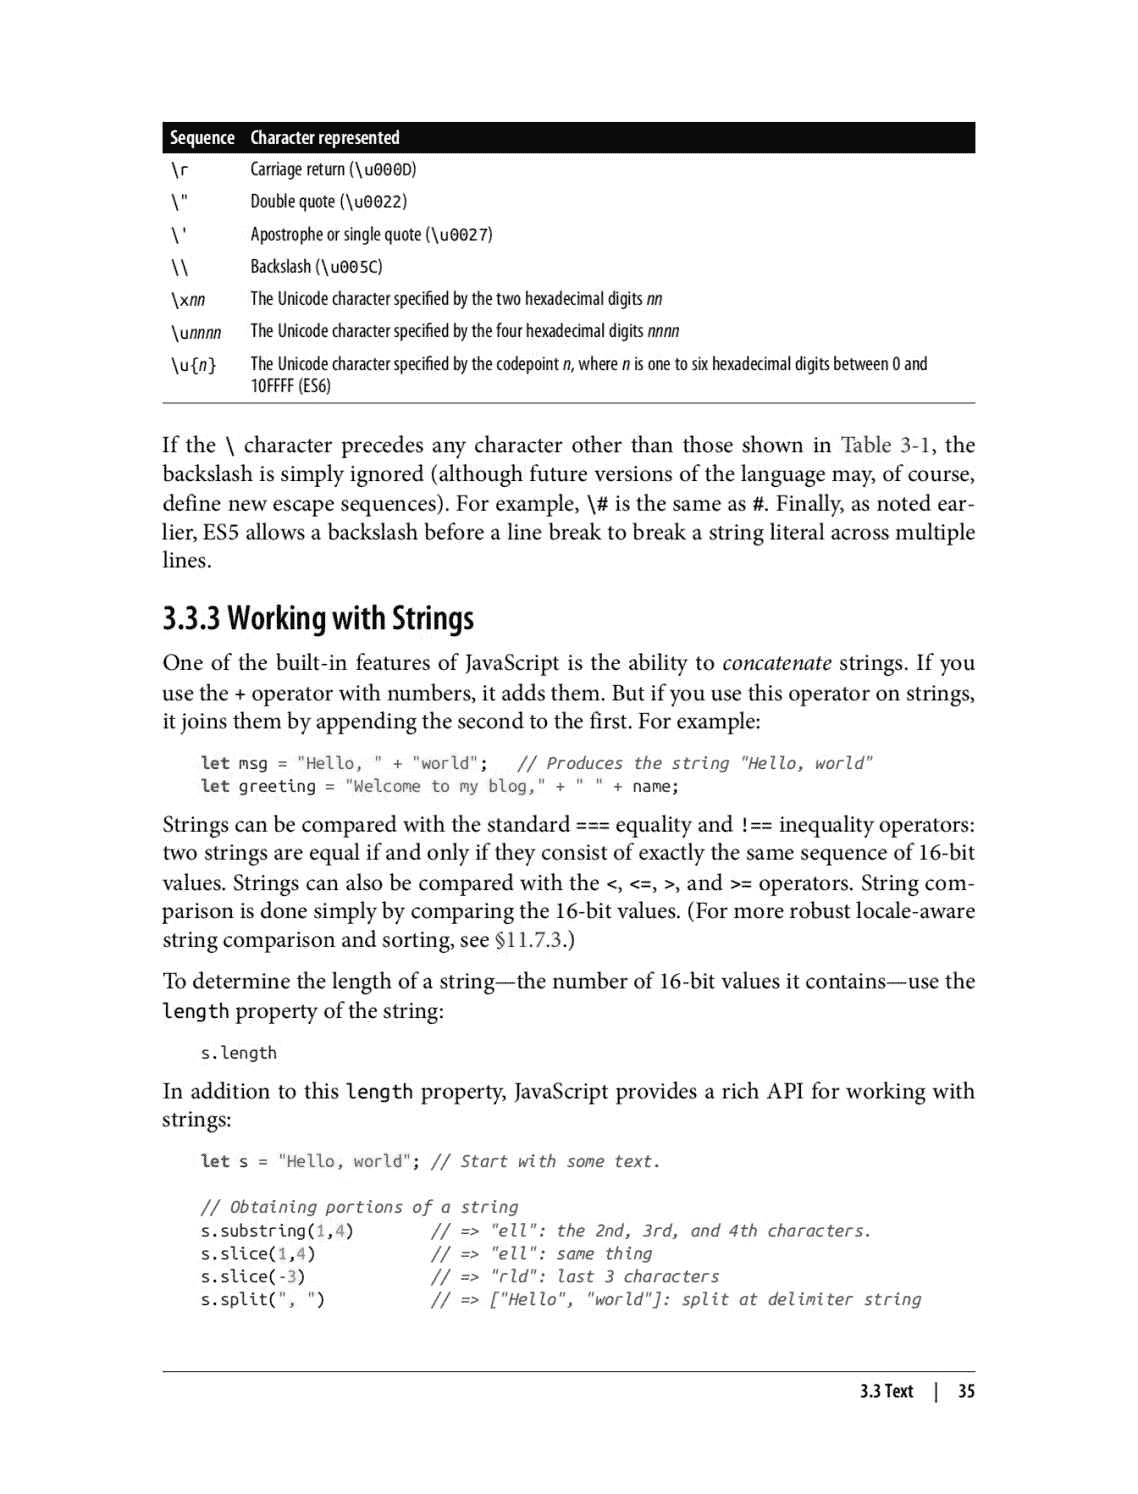 Sequence Character represented
\r Carriage return (\u000D)
\" Double quote (\u0022)
\' Apostrophe or single quote (\u0027)
\\ Backslash (\u005C)
\xnn The Unicode character specified by the two hexadecimal digits nn
\unnnn The Unicode character specified by the four hexadecimal digits nnnn
\u{n} The Unicode character specified by the codepoint n, where n is one to six hexadecimal digits between 0 and
10FFFF (ES6)
If the \ character precedes any character other than those shown in Table 3-1, the
backslash is simply ignored (although future versions of the language may, of course,
define new escape sequences). For example, \# is the same as #. Finally, as noted ear-
lier, ES5 allows a backslash before a line break to break a string literal across multiple
lines.
3.3.3 Working with Strings
One of the built-in features of JavaScript is the ability to concatenate strings. If you
use the + operator with numbers, it adds them. But if you use this operator on strings,
it joins them by appending the second to the first. For example:
let msg = "Hello, " + "world"; // Produces the string "Hello, world"
let greeting = "Welcome to my blog," + " " + name;
Strings can be compared with the standard === equality and !== inequality operators:
two strings are equal if and only if they consist of exactly the same sequence of 16-bit
values. Strings can also be compared with the <, <=, >, and >= operators. String com-
parison is done simply by comparing the 16-bit values. (For more robust locale-aware
string comparison and sorting, see §11.7.3.)
To determine the length of a string—the number of 16-bit values it contains—use the
length property of the string:
s.length
In addition to this length property, JavaScript provides a rich API for working with
strings:
let s = "Hello, world"; // Start with some text.
// Obtaining portions of a string
s.substring(1,4) // => "ell": the 2nd, 3rd, and 4th characters.
s.slice(1,4) // => "ell": same thing
s.slice(-3) // => "rld": last 3 characters
s.split(", ") // => ["Hello", "world"]: split at delimiter string
3.3 Text | 35